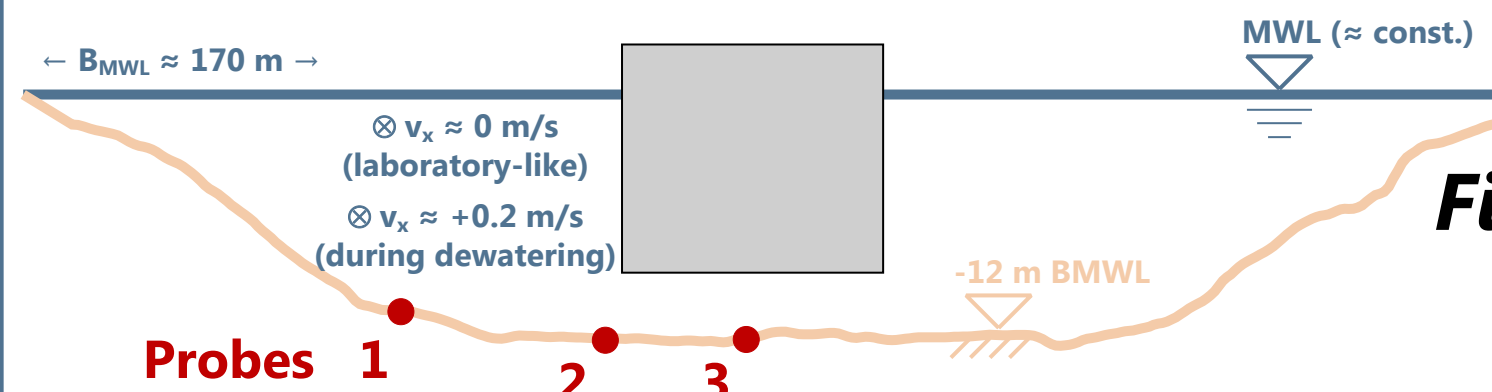 ← B_MWL ≈ 170 m →
MWL (≈ const.)
⊗ v_x ≈ 0 m/s
(laboratory-like)
⊗ v_x ≈ +0.2 m/s
(during dewatering)
-12 m BMWL
Probes 1
2
3